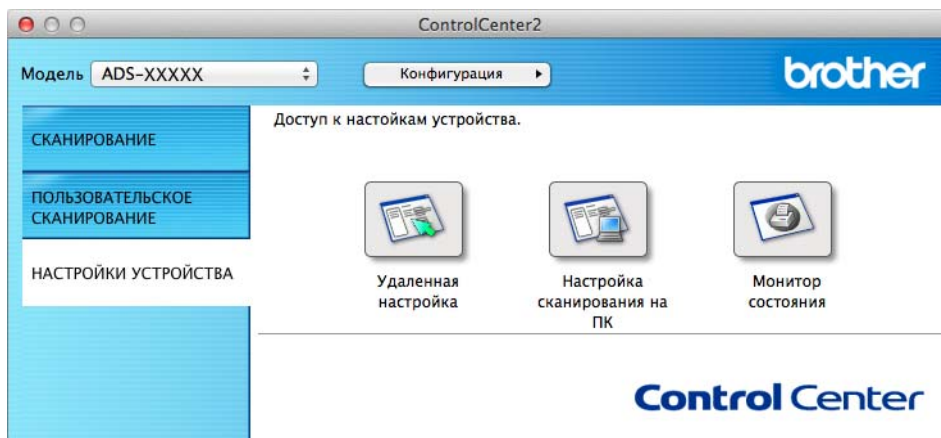 ControlCenter2
Модель ADS-XXXXX Конфигурация
brother
СКАНИРОВАНИЕ
ПОЛЬЗОВАТЕЛЬСКОЕ
СКАНИРОВАНИЕ
НАСТРОЙКИ УСТРОЙСТВА
Доступ к настойкам устройства.
Удаленная
настройка
Настройка
сканирования на
ПК
Монитор
состояния
Control Center